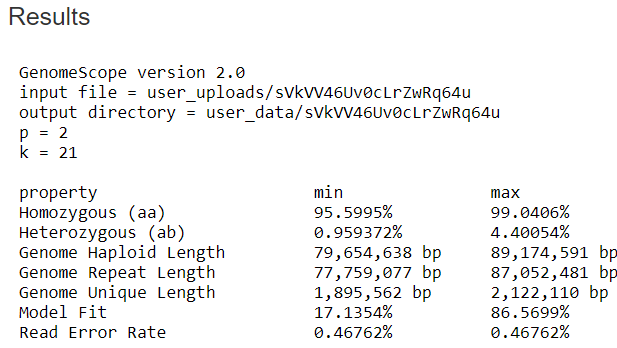 Results
GenomeScope version 2.0
input file = user_uploads/sVkVV46Uv0cLrZwRq64u
output directory = user_data/sVkVV46Uv0cLrZwRq64u
p = 2
k = 21
property min max
Homozygous (aa) 95.5995% 99.0406%
Heterozygous (ab) 0.959372% 4.40054%
Genome Haploid Length 79,654,638 bp 89,174,591 bp
Genome Repeat Length 77,759,077 bp 87,052,481 bp
Genome Unique Length 1,895,562 bp 2,122,110 bp
Model Fit 17.1354% 86.5699%
Read Error Rate 0.46762% 0.46762%